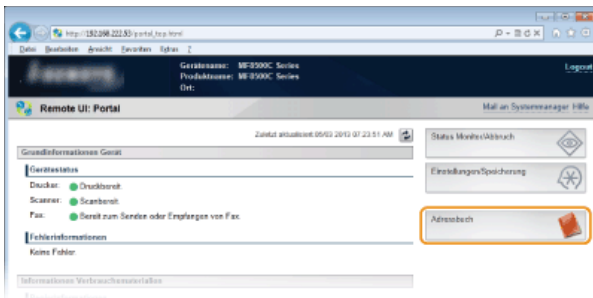 http://192.168.222.53/portal_top.html
Datei Bearbeiten Ansicht Favoriten Extras ?
Gerätename: MF8500C Series
Produktname: MF8500C Series
Ort:
Logout
Remote UI: Portal
Mail an Systemmanager Hilfe
Zuletzt aktualisiert: 05/03 2013 07:23:51 AM
Grundinformationen Gerät
Gerätestatus
Drucker: Druckbereit.
Scanner: Scanbereit.
Fax: Bereit zum Senden oder Empfangen von Fax.
Fehlerinformationen
Keine Fehler.
Informationen Verbrauchsmaterialien
Status Monitor/Abbruch
Einstellungen/Speicherung
Adressbuch